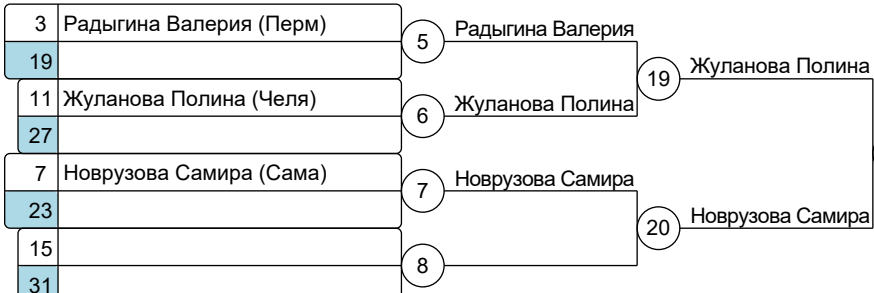 3 Радыгина Валерия (Перм)
19
5 Радыгина Валерия
11 Жуланова Полина (Челя)
27
6 Жуланова Полина
19 Жуланова Полина
7 Новрузова Самира (Сама)
23
7 Новрузова Самира
15
31
8
20 Новрузова Самира